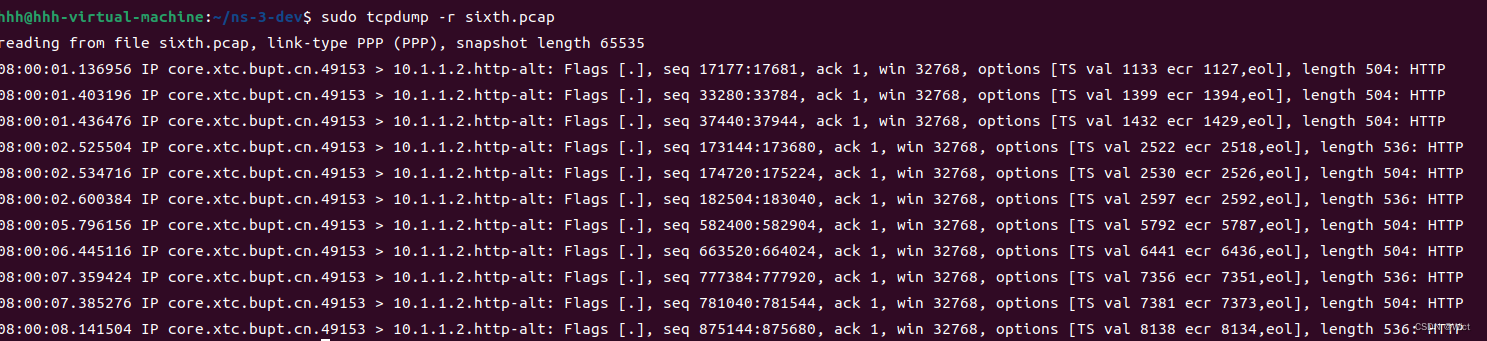 hhh@hhh-virtual-machine:~/ns-3-dev$ sudo tcpdump -r sixth.pcap
reading from file sixth.pcap, link-type PPP (PPP), snapshot length 65535
08:00:01.136956 IP core.xtc.bupt.cn.49153 > 10.1.1.2.http-alt: Flags [.], seq 17177:17681, ack 1, win 32768, options [TS val 1133 ecr 1127,eol], length 504: HTTP
08:00:01.403196 IP core.xtc.bupt.cn.49153 > 10.1.1.2.http-alt: Flags [.], seq 33280:33784, ack 1, win 32768, options [TS val 1399 ecr 1394,eol], length 504: HTTP
08:00:01.436476 IP core.xtc.bupt.cn.49153 > 10.1.1.2.http-alt: Flags [.], seq 37440:37944, ack 1, win 32768, options [TS val 1432 ecr 1429,eol], length 504: HTTP
08:00:02.525504 IP core.xtc.bupt.cn.49153 > 10.1.1.2.http-alt: Flags [.], seq 173144:173680, ack 1, win 32768, options [TS val 2522 ecr 2518,eol], length 536: HTTP
08:00:02.534716 IP core.xtc.bupt.cn.49153 > 10.1.1.2.http-alt: Flags [.], seq 174720:175224, ack 1, win 32768, options [TS val 2530 ecr 2526,eol], length 504: HTTP
08:00:02.600384 IP core.xtc.bupt.cn.49153 > 10.1.1.2.http-alt: Flags [.], seq 182504:183040, ack 1, win 32768, options [TS val 2597 ecr 2592,eol], length 536: HTTP
08:00:05.796156 IP core.xtc.bupt.cn.49153 > 10.1.1.2.http-alt: Flags [.], seq 582400:582904, ack 1, win 32768, options [TS val 5792 ecr 5787,eol], length 504: HTTP
08:00:06.445116 IP core.xtc.bupt.cn.49153 > 10.1.1.2.http-alt: Flags [.], seq 663520:664024, ack 1, win 32768, options [TS val 6441 ecr 6436,eol], length 504: HTTP
08:00:07.359424 IP core.xtc.bupt.cn.49153 > 10.1.1.2.http-alt: Flags [.], seq 777384:777920, ack 1, win 32768, options [TS val 7356 ecr 7351,eol], length 536: HTTP
08:00:07.385276 IP core.xtc.bupt.cn.49153 > 10.1.1.2.http-alt: Flags [.], seq 781040:781544, ack 1, win 32768, options [TS val 7381 ecr 7373,eol], length 504: HTTP
08:00:08.141504 IP core.xtc.bupt.cn.49153 > 10.1.1.2.http-alt: Flags [.], seq 875144:875680, ack 1, win 32768, options [TS val 8138 ecr 8134,eol], length 536: HTTP